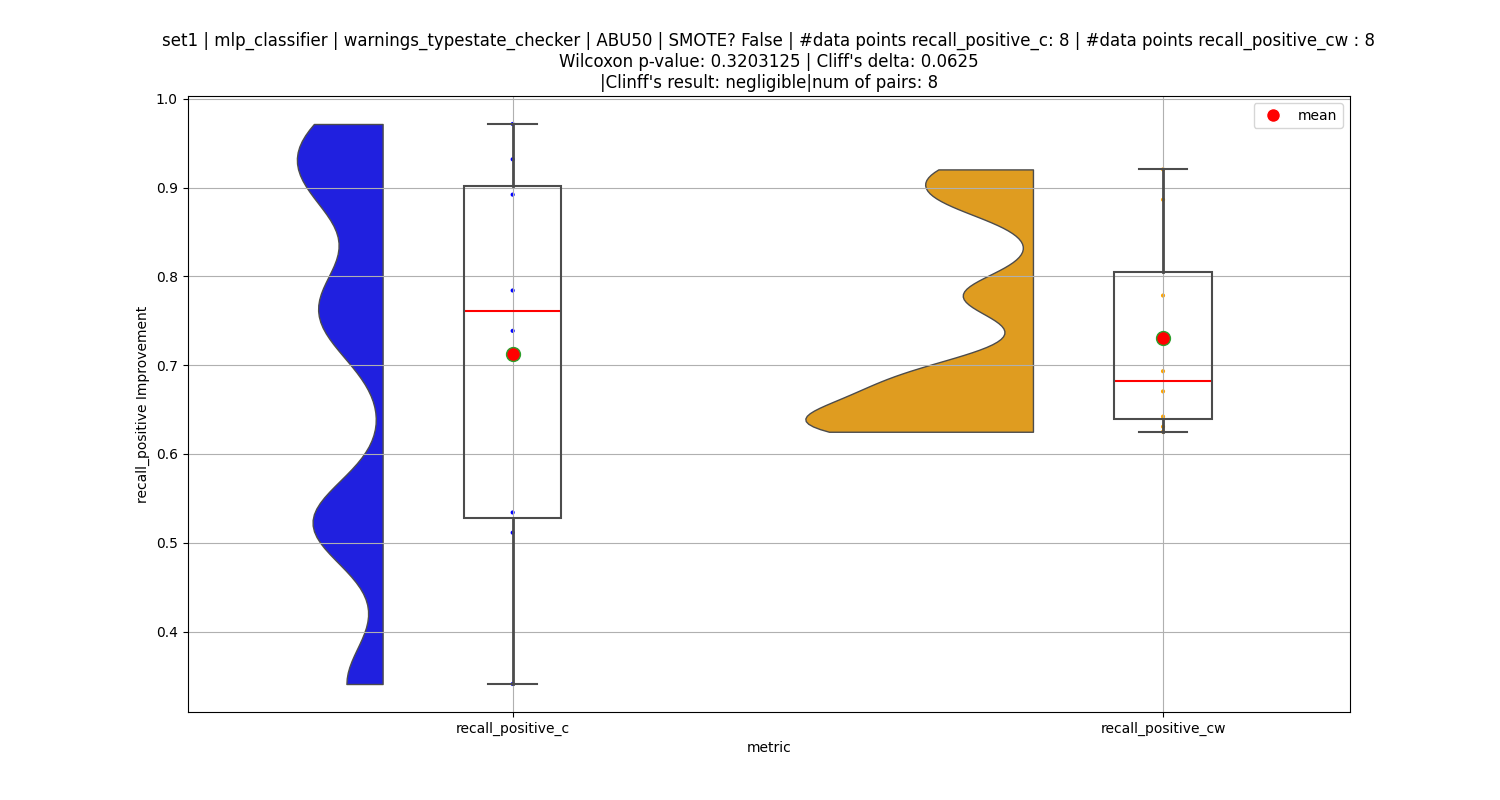 set1 | mlp_classifier | warnings_typestate_checker | ABU50 | SMOTE? False | #data points recall_positive_c: 8 | #data points recall_positive_cw : 8
Wilcoxon p-value: 0.3203125 | Cliff's delta: 0.0625
|Clinff's result: negligible|num of pairs: 8
mean
1.0
0.9
0.8
0.7
0.6
0.5
0.4
recall_positive Improvement
recall_positive_c
recall_positive_cw
metric